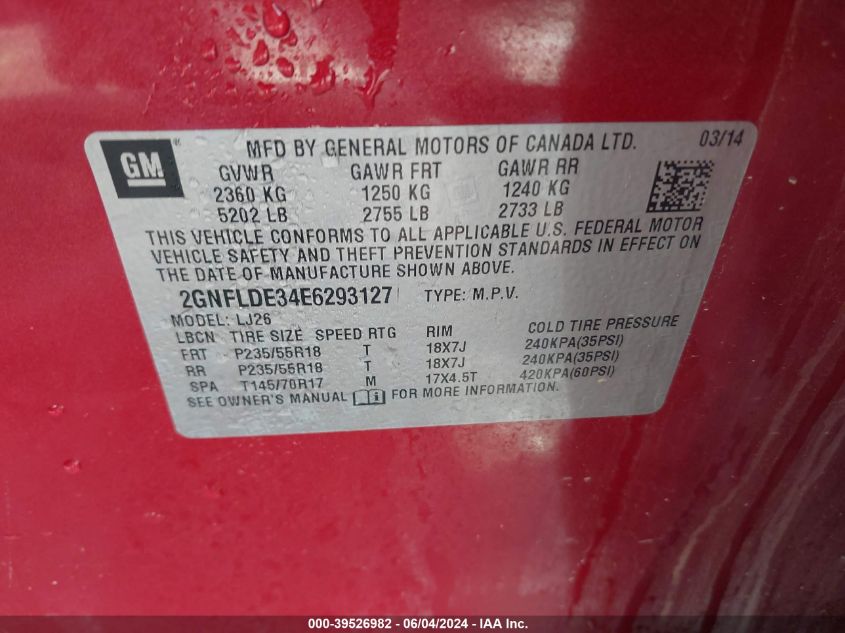 GM ® MFD BY GENERAL MOTORS OF CANADA LTD. 03/14
GVWR GAWR FRT GAWR RR
2360 KG 1250 KG 1240 KG
5202 LB 2755 LB 2733 LB
THIS VEHICLE CONFORMS TO ALL APPLICABLE U.S. FEDERAL MOTOR
VEHICLE SAFETY AND THEFT PREVENTION STANDARDS IN EFFECT ON
THE DATE OF MANUFACTURE SHOWN ABOVE.
2GNFLDE34E6293127 TYPE: M.P.V.
MODEL: LJ26
LBCN TIRE SIZE SPEED RTG RIM COLD TIRE PRESSURE
FRT P235/55R18 T 18X7J 240KPA(35PSI)
RR P235/55R18 T 18X7J 240KPA(35PSI)
SPA T145/70R17 M 17X4.5T 420KPA(60PSI)
SEE OWNER'S MANUAL FOR MORE INFORMATION.
000-39526982 - 06/04/2024 - IAA Inc.